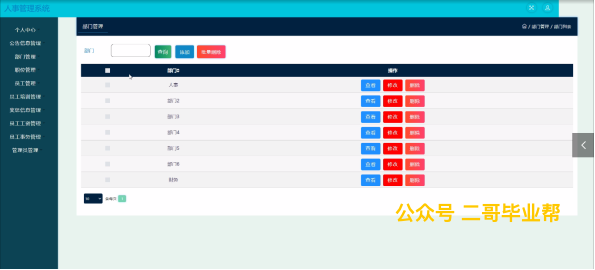 人事管理系统
个人中心
公告信息管理
部门管理
职位管理
员工管理
员工培训管理
奖惩信息管理
员工工资管理
员工事务管理
管理员管理
部门管理
/ 部门管理 / 部门列表
部门
查询
添加
批量删除
操作
人事
查看 修改 删除
部门2
查看 修改 删除
部门3
查看 修改 删除
部门4
查看 修改 删除
查看 修改 删除
部门6
查看 修改 删除
财务
查看 修改 删除
1
公众号 二哥毕业帮